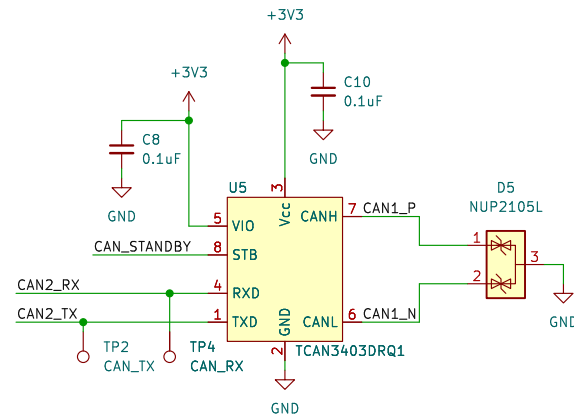 +3V3
+3V3
C10
0.1uF
C8
0.1uF
GND
GND
U5
3
Vcc
D5
NUP2105L
5
VIO
CANH
7
CAN1_P
CAN_STANDBY
8
STB
1
3
2
CAN2_RX
4
RXD
CAN2_TX
1
TXD
GND
CANL
6
CAN1_N
GND
2
TCAN3403DRQ1
TP2
CAN_TX
TP4
CAN_RX
GND